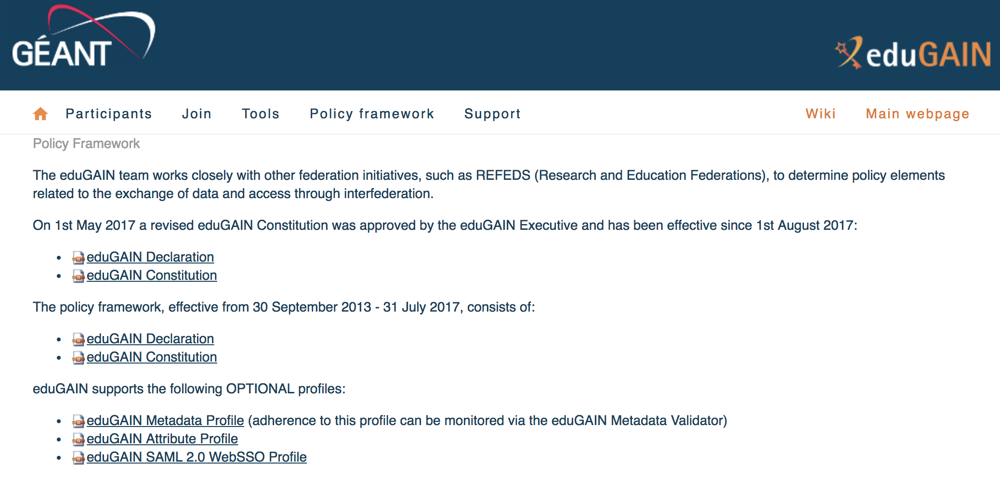 GÉANT
eduGAIN
Participants Join Tools Policy framework Support Wiki Main webpage
Policy Framework
The eduGAIN team works closely with other federation initiatives, such as REFEDS (Research and Education Federations), to determine policy elements
related to the exchange of data and access through interfederation.
On 1st May 2017 a revised eduGAIN Constitution was approved by the eduGAIN Executive and has been effective since 1st August 2017:
• eduGAIN Declaration
• eduGAIN Constitution
The policy framework, effective from 30 September 2013 - 31 July 2017, consists of:
• eduGAIN Declaration
• eduGAIN Constitution
eduGAIN supports the following OPTIONAL profiles:
• eduGAIN Metadata Profile (adherence to this profile can be monitored via the eduGAIN Metadata Validator)
• eduGAIN Attribute Profile
• eduGAIN SAML 2.0 WebSSO Profile